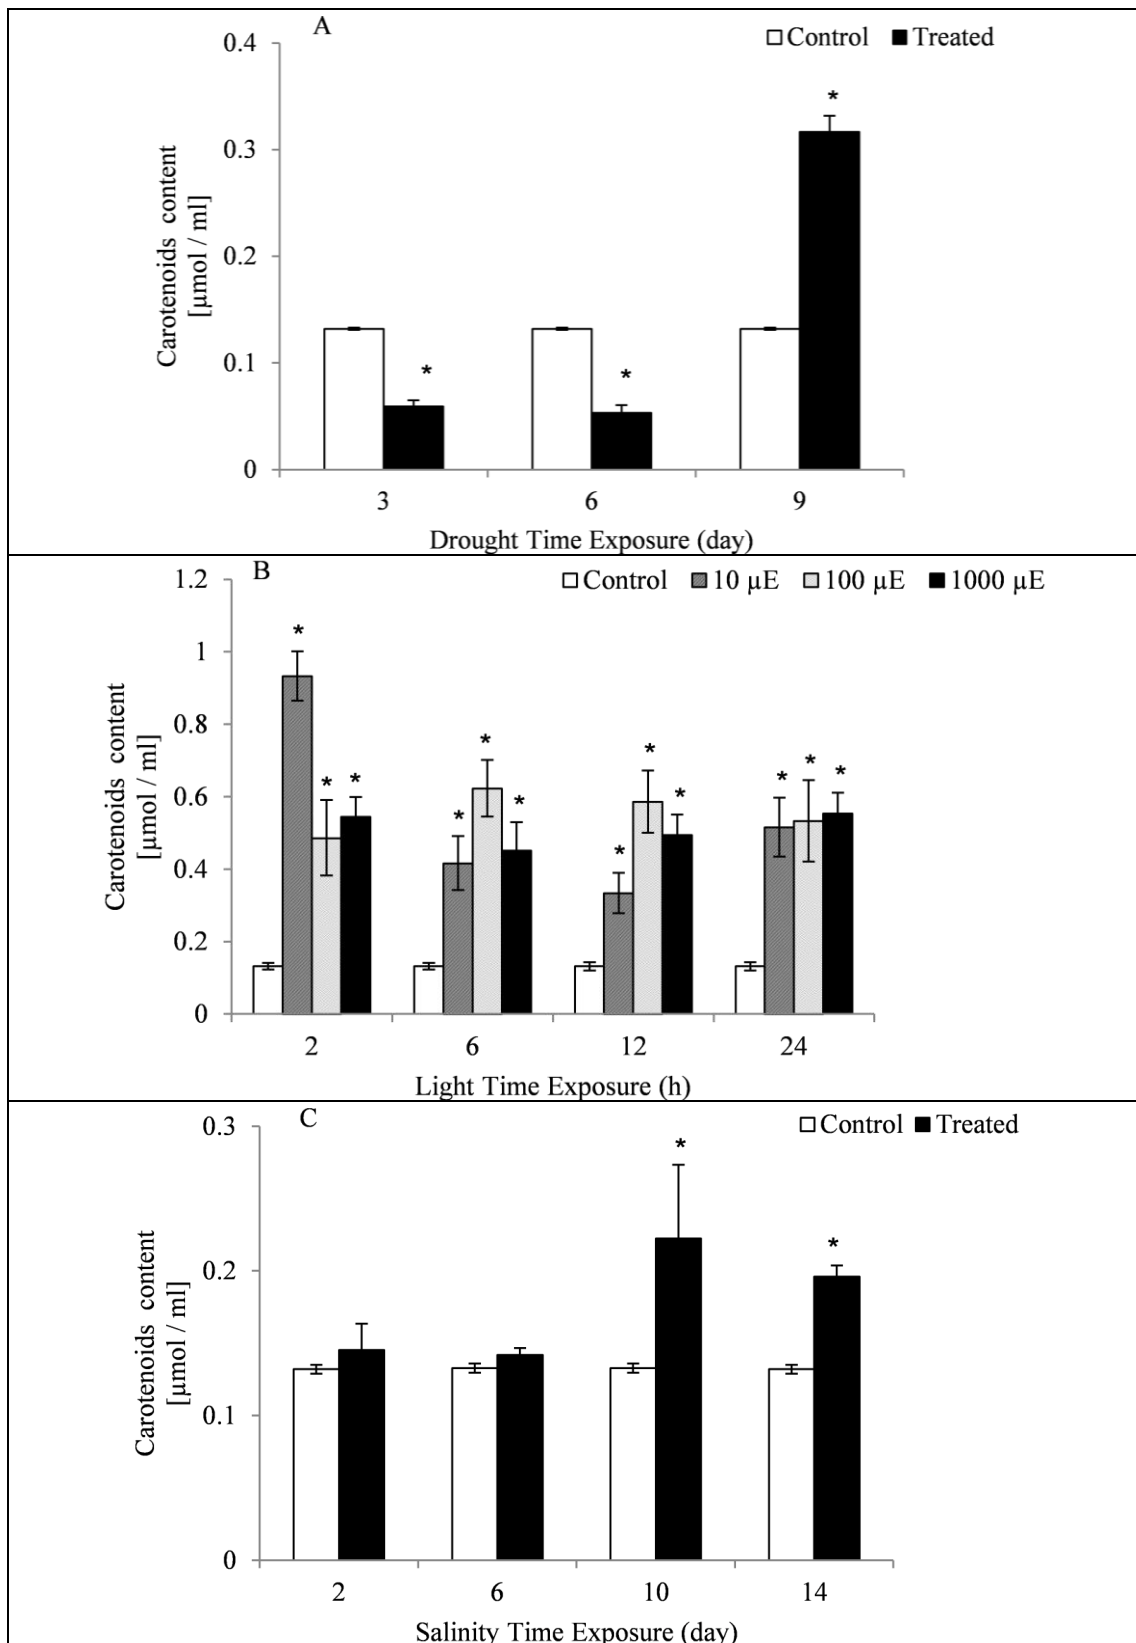 A
Control Treated
0.4
0.3
0.2
0.1
0
Carotenoids content
[µmol / ml]
*
*
*
3 6 9
Drought Time Exposure (day)
B
Control 10 µE 100 µE 1000 µE
1.2
1
0.8
0.6
0.4
0.2
0
Carotenoids content
[µmol / ml]
* * *
* * *
* * *
* * *
2 6 12 24
Light Time Exposure (h)
C
Control Treated
0.3
0.2
0.1
0
Carotenoids content
[µmol / ml]
*
*
2 6 10 14
Salinity Time Exposure (day)